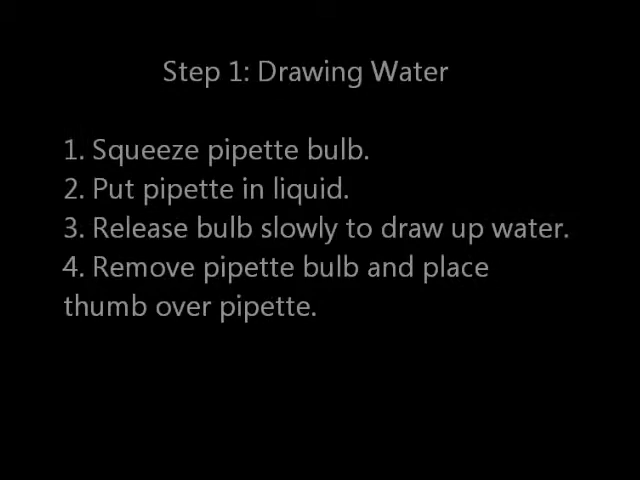 Step 1: Drawing Water
1. Squeeze pipette bulb.
2. Put pipette in liquid.
3. Release bulb slowly to draw up water.
4. Remove pipette bulb and place
thumb over pipette.